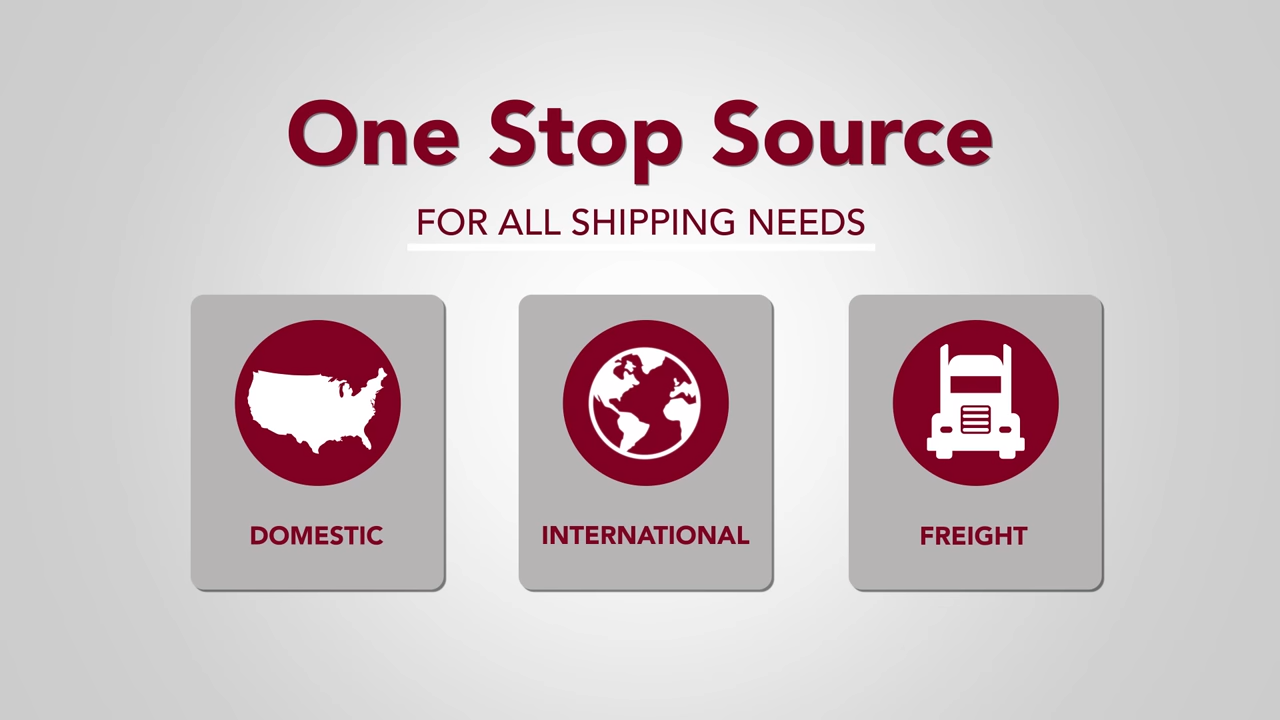 One Stop Source
FOR ALL SHIPPING NEEDS
DOMESTIC
INTERNATIONAL
FREIGHT